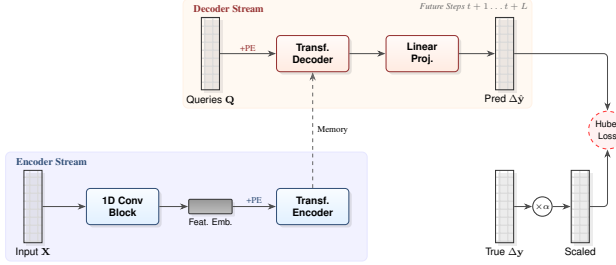 Decoder Stream
Future Steps t + 1 … t + L
+PE
Transf.
Decoder
Linear
Proj.
Queries Q
Pred Δŷ
Memory
Huber
Loss
Encoder Stream
1D Conv
Block
+PE
Transf.
Encoder
Feat. Emb.
×α
Input X
True Δy
Scaled